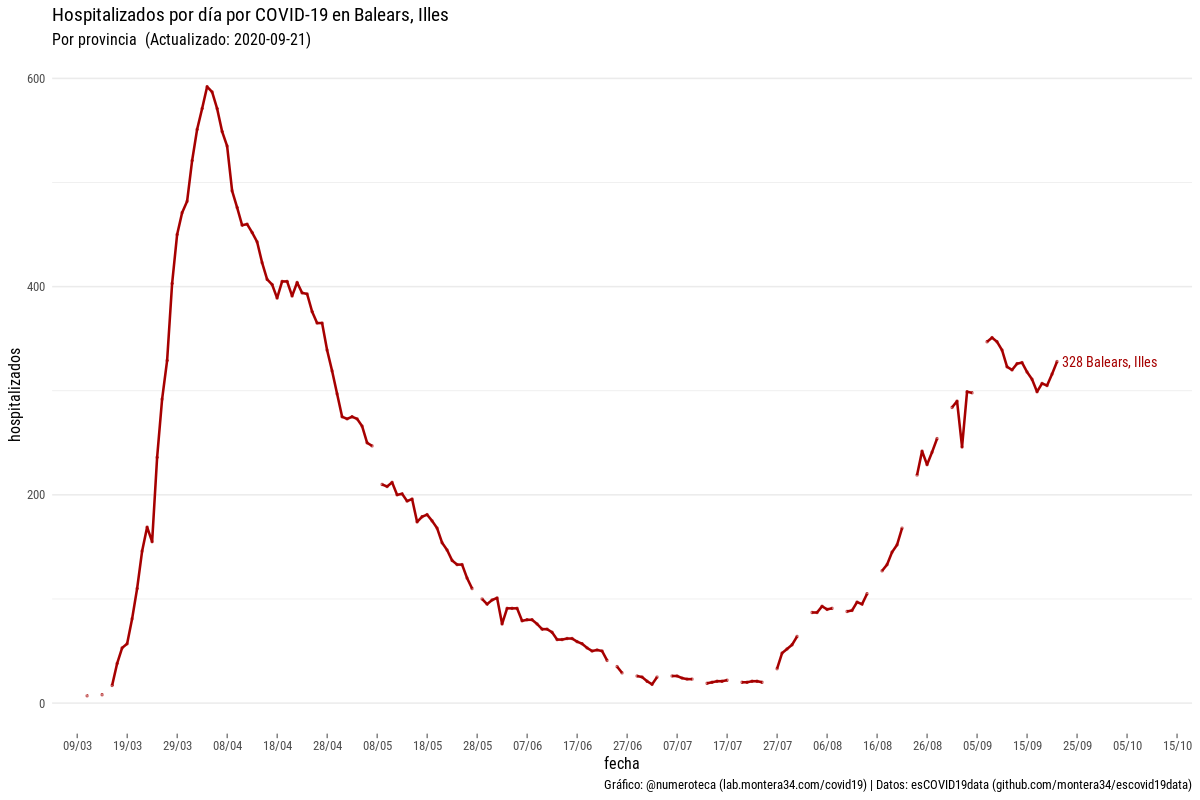 Hospitalizados por día por COVID-19 en Balears, Illes
Por provincia  (Actualizado: 2020-09-21)
hospitalizados
600
400
200
0
328 Balears, Illes
09/03 19/03 29/03 08/04 18/04 28/04 08/05 18/05 28/05 07/06 17/06 27/06 07/07 17/07 27/07 06/08 16/08 26/08 05/09 15/09 25/09 05/10 15/10
fecha
Gráfico: @numeroteca (lab.montera34.com/covid19) | Datos: esCOVID19data (github.com/montera34/escovid19data)